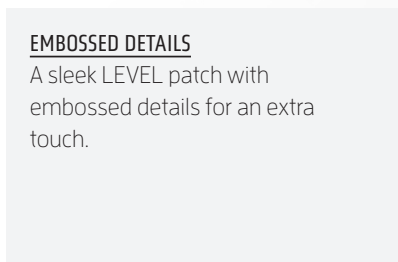 EMBOSSED DETAILS
A sleek LEVEL patch with
embossed details for an extra
touch.